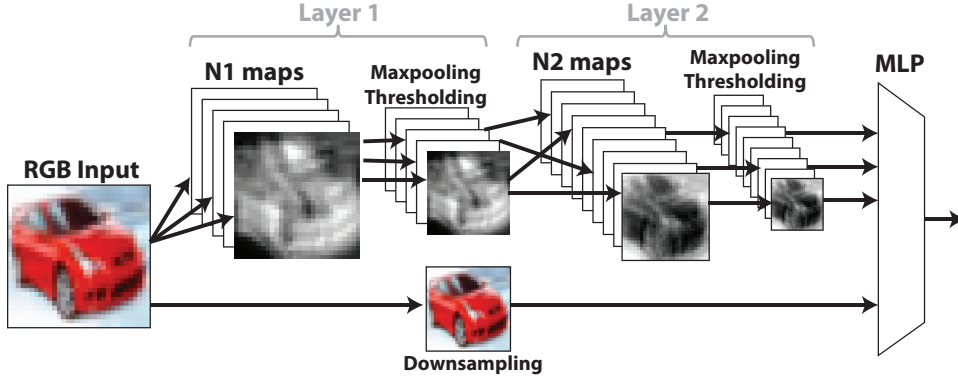 Layer 1
Layer 2
N1 maps
Maxpooling
Thresholding
N2 maps
Maxpooling
Thresholding
MLP
RGB Input
Downsampling